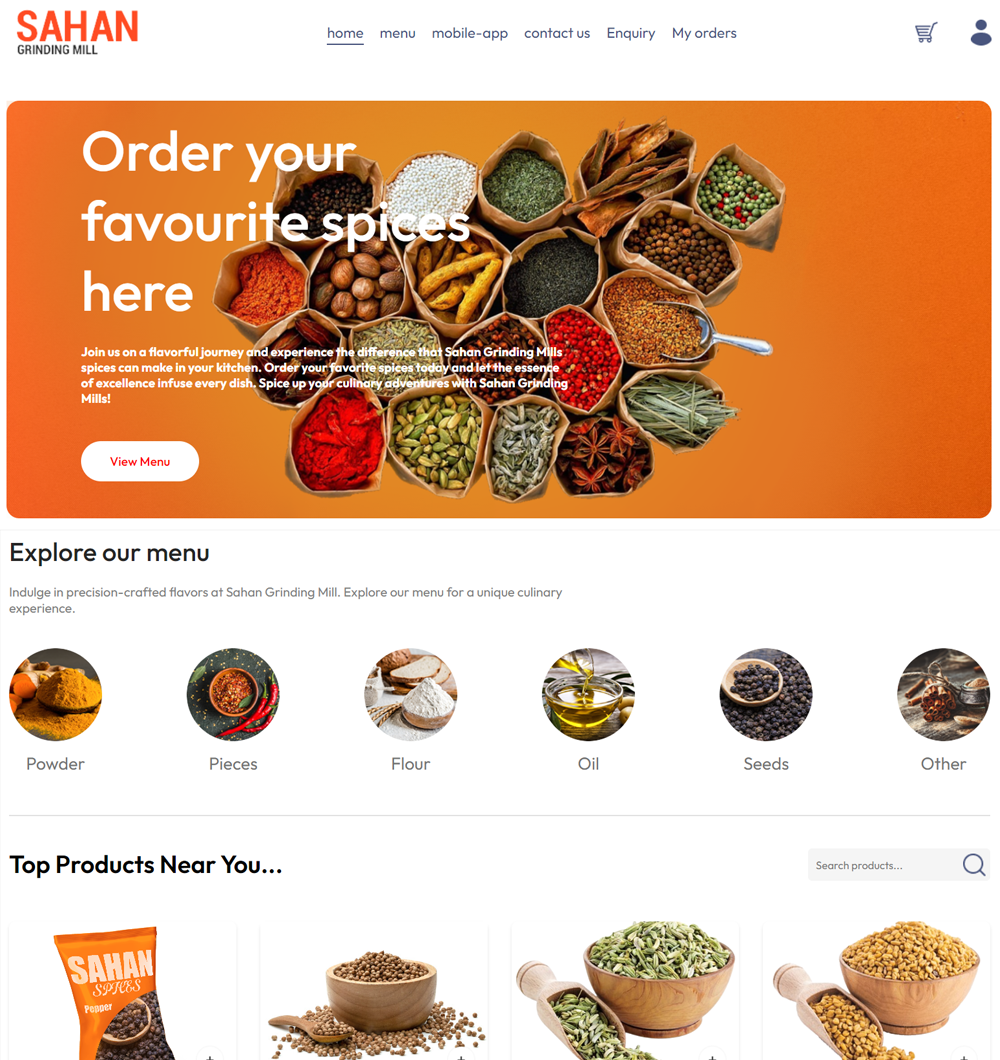 SAHAN
GRINDING MILL
home menu mobile-app contact us Enquiry My orders
Order your
favourite spices
here
Join us on a flavorful journey and experience the difference that Sahan Grinding Mills
spices can make in your kitchen. Order your favorite spices today and let the essence
of excellence infuse every dish. Spice up your culinary adventures with Sahan Grinding
Mills!
View Menu
Explore our menu
Indulge in precision-crafted flavors at Sahan Grinding Mill. Explore our menu for a unique culinary
experience.
Powder Pieces Flour Oil Seeds Other
Top Products Near You...
Search products...
SAHAN
SPICES
Pepper